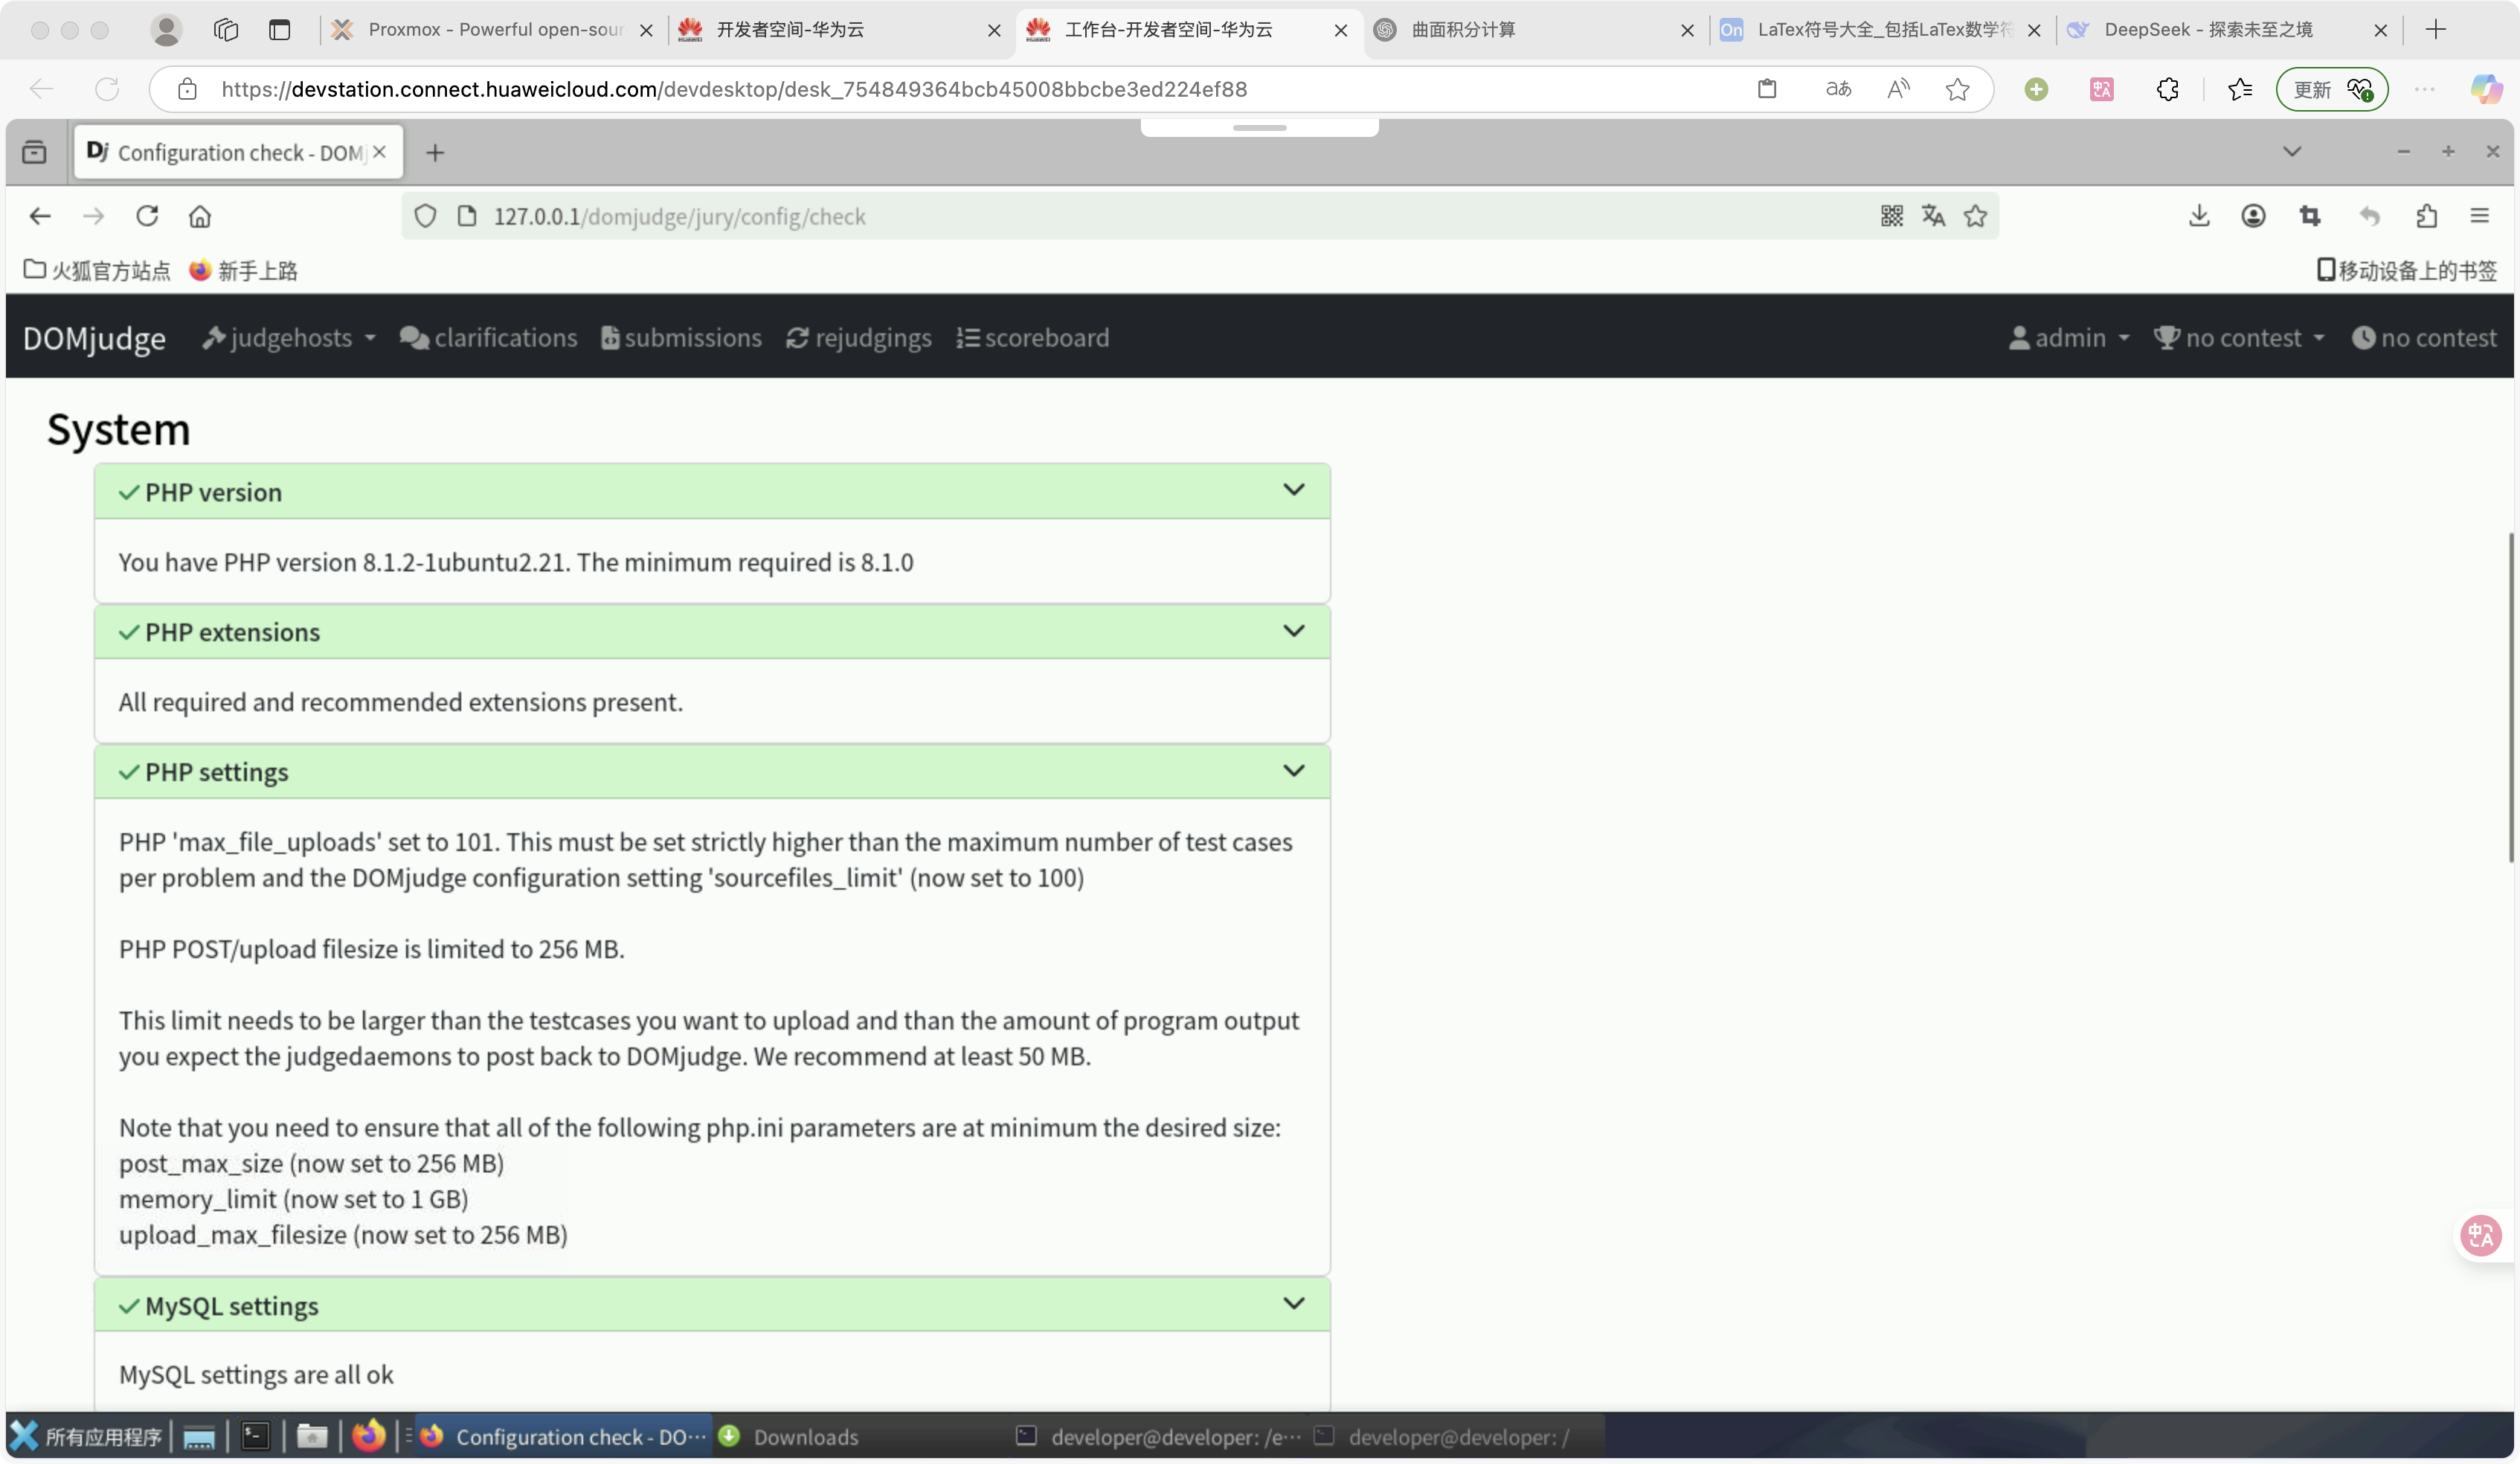 Proxmox - Powerful open-sour
开发者空间-华为云
工作台-开发者空间-华为云
曲面积分计算
On
LaTex符号大全_包括LaTex数学符
DeepSeek - 探索未至之境
https://devstation.connect.huaweicloud.com/devdesktop/desk_754849364bcb45008bbcbe3ed224ef88
更新
Dj Configuration check - DOMj
127.0.0.1/domjudge/jury/config/check
火狐官方站点
新手上路
移动设备上的书签
DOMjudge
judgehosts
clarifications
submissions
rejudgings
scoreboard
admin
no contest
no contest
System
PHP version
You have PHP version 8.1.2-1ubuntu2.21. The minimum required is 8.1.0
PHP extensions
All required and recommended extensions present.
PHP settings
PHP 'max_file_uploads' set to 101. This must be set strictly higher than the maximum number of test cases
per problem and the DOMjudge configuration setting 'sourcefiles_limit' (now set to 100)
PHP POST/upload filesize is limited to 256 MB.
This limit needs to be larger than the testcases you want to upload and than the amount of program output
you expect the judgedaemons to post back to DOMjudge. We recommend at least 50 MB.
Note that you need to ensure that all of the following php.ini parameters are at minimum the desired size:
post_max_size (now set to 256 MB)
memory_limit (now set to 1 GB)
upload_max_filesize (now set to 256 MB)
MySQL settings
MySQL settings are all ok
所有应用程序
Configuration check - DO…
Downloads
developer@developer: /e…
developer@developer: /